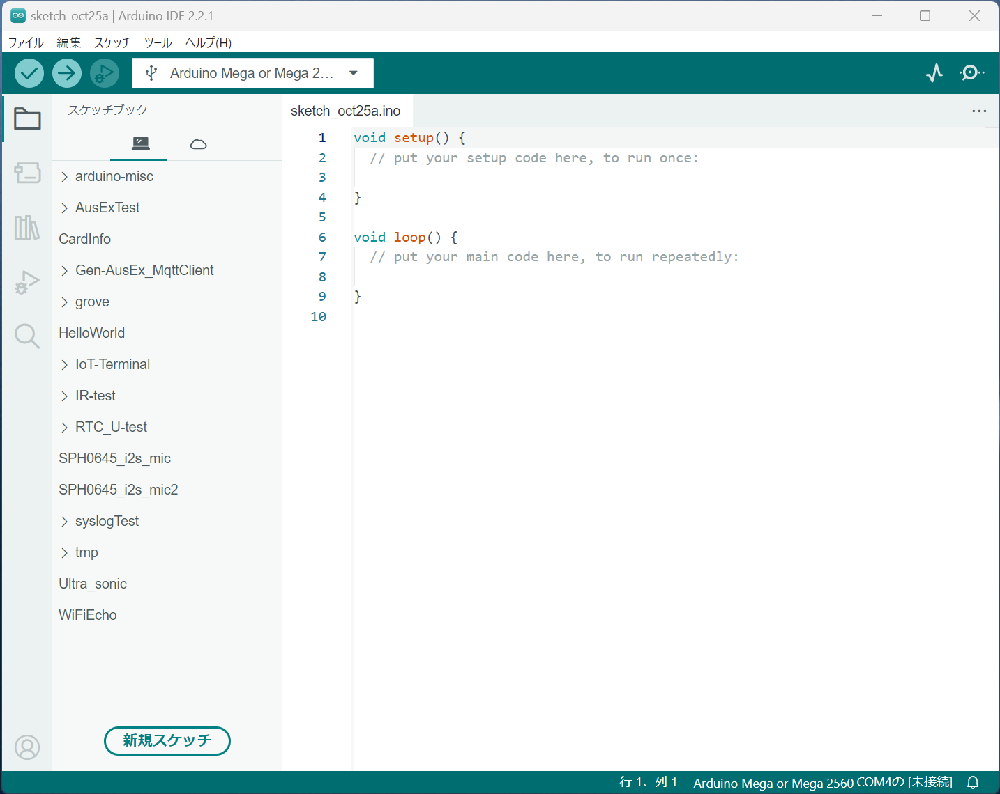 sketch_oct25a | Arduino IDE 2.2.1
ファイル 編集 スケッチ ツール ヘルプ(H)
Arduino Mega or Mega 2...
スケッチブック
sketch_oct25a.ino
arduino-misc
AusExTest
CardInfo
Gen-AusEx_MqttClient
grove
HelloWorld
IoT-Terminal
IR-test
RTC_U-test
SPH0645_i2s_mic
SPH0645_i2s_mic2
syslogTest
tmp
Ultra_sonic
WiFiEcho
新規スケッチ
1 void setup() {
2 // put your setup code here, to run once:
3
4 }
5
6 void loop() {
7 // put your main code here, to run repeatedly:
8
9 }
10
行 1、列 1 Arduino Mega or Mega 2560 COM4の [未接続]